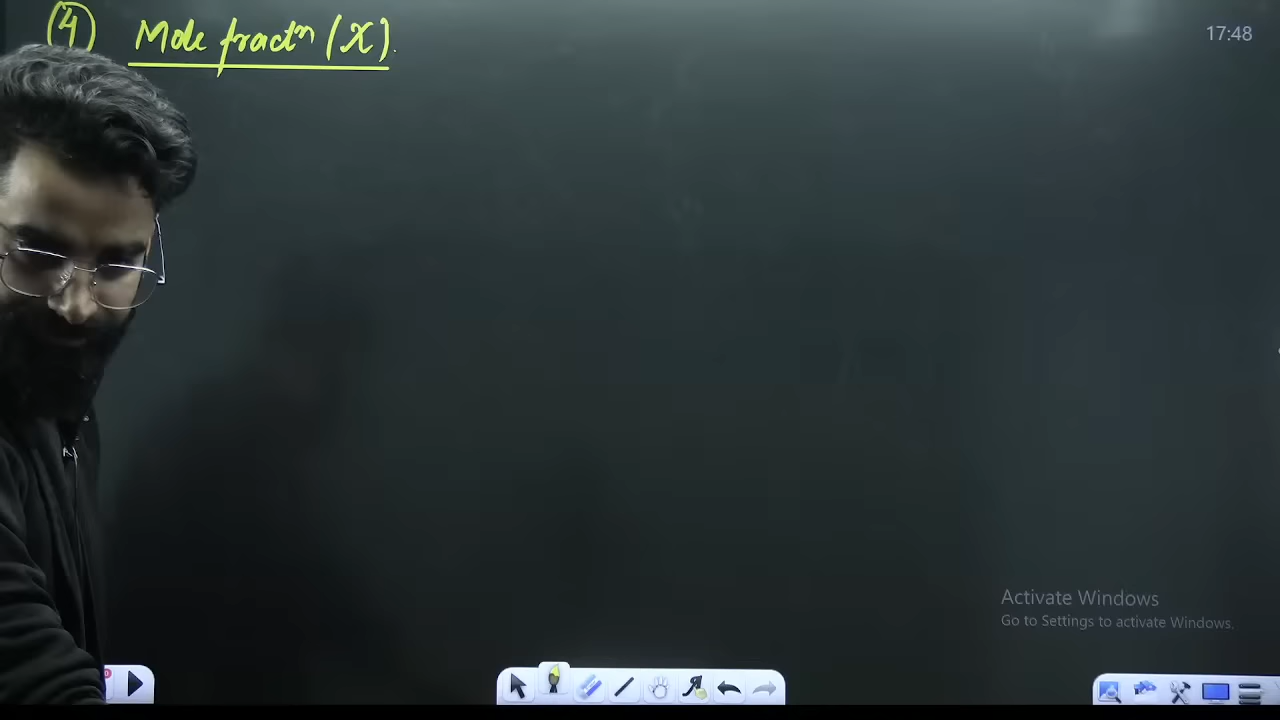 ④ Mole fractⁿ (X).
17:48
Activate Windows
Go to Settings to activate Windows.